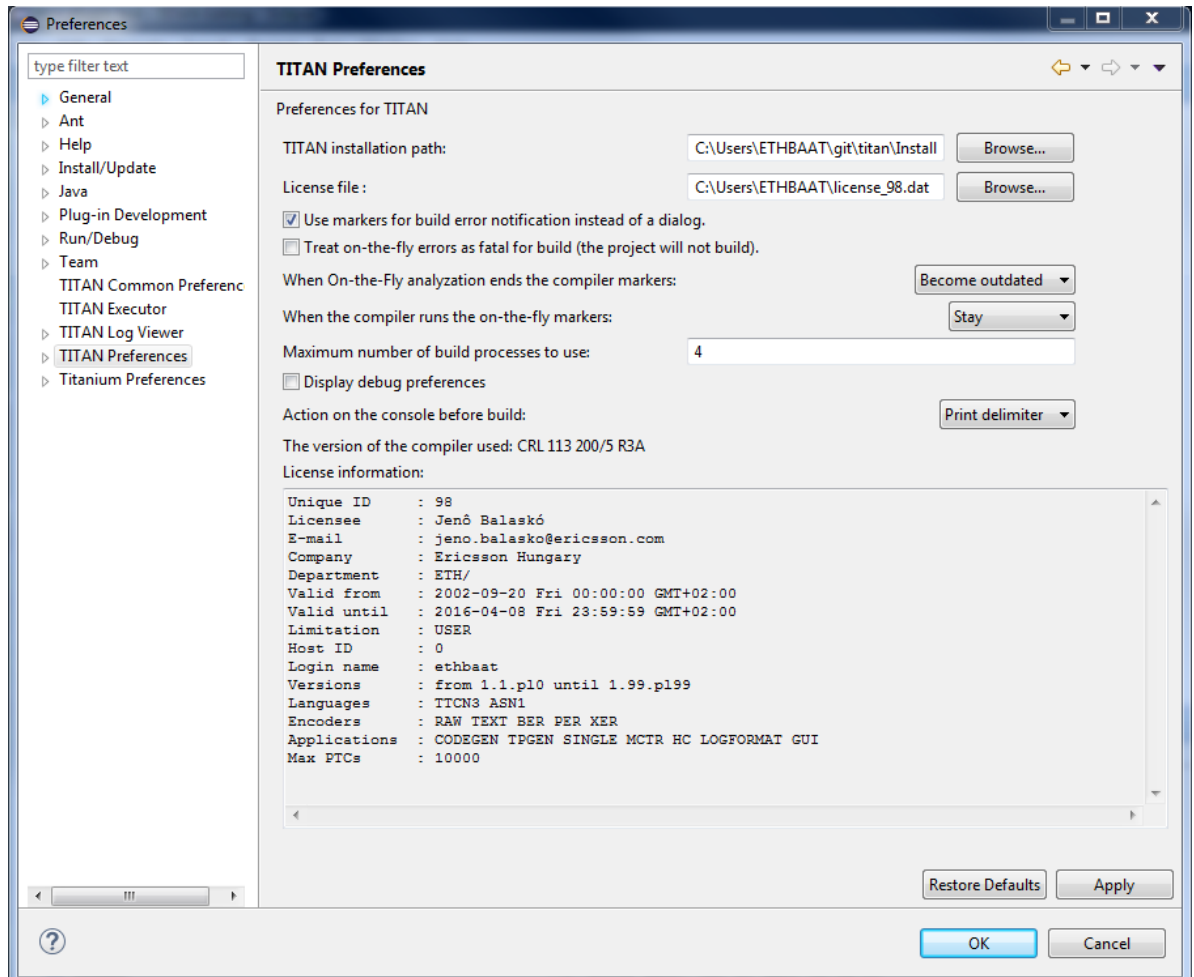 Preferences
type filter text
General
Ant
Help
Install/Update
Java
Plug-in Development
Run/Debug
Team
TITAN Common Preferenc
TITAN Executor
TITAN Log Viewer
TITAN Preferences
Titanium Preferences
TITAN Preferences
Preferences for TITAN
TITAN installation path: C:\Users\ETHBAAT\git\titan\Install Browse...
License file : C:\Users\ETHBAAT\license_98.dat Browse...
Use markers for build error notification instead of a dialog.
Treat on-the-fly errors as fatal for build (the project will not build).
When On-the-Fly analyzation ends the compiler markers: Become outdated
When the compiler runs the on-the-fly markers: Stay
Maximum number of build processes to use: 4
Display debug preferences
Action on the console before build: Print delimiter
The version of the compiler used: CRL 113 200/5 R3A
License information:
Unique ID : 98
Licensee : Jenô Balaskó
E-mail : jeno.balasko@ericsson.com
Company : Ericsson Hungary
Department : ETH/
Valid from : 2002-09-20 Fri 00:00:00 GMT+02:00
Valid until : 2016-04-08 Fri 23:59:59 GMT+02:00
Limitation : USER
Host ID : 0
Login name : ethbaat
Versions : from 1.1.pl0 until 1.99.pl99
Languages : TTCN3 ASN1
Encoders : RAW TEXT BER PER XER
Applications : CODEGEN TPGEN SINGLE MCTR HC LOGFORMAT GUI
Max PTCs : 10000
Restore Defaults Apply
OK Cancel